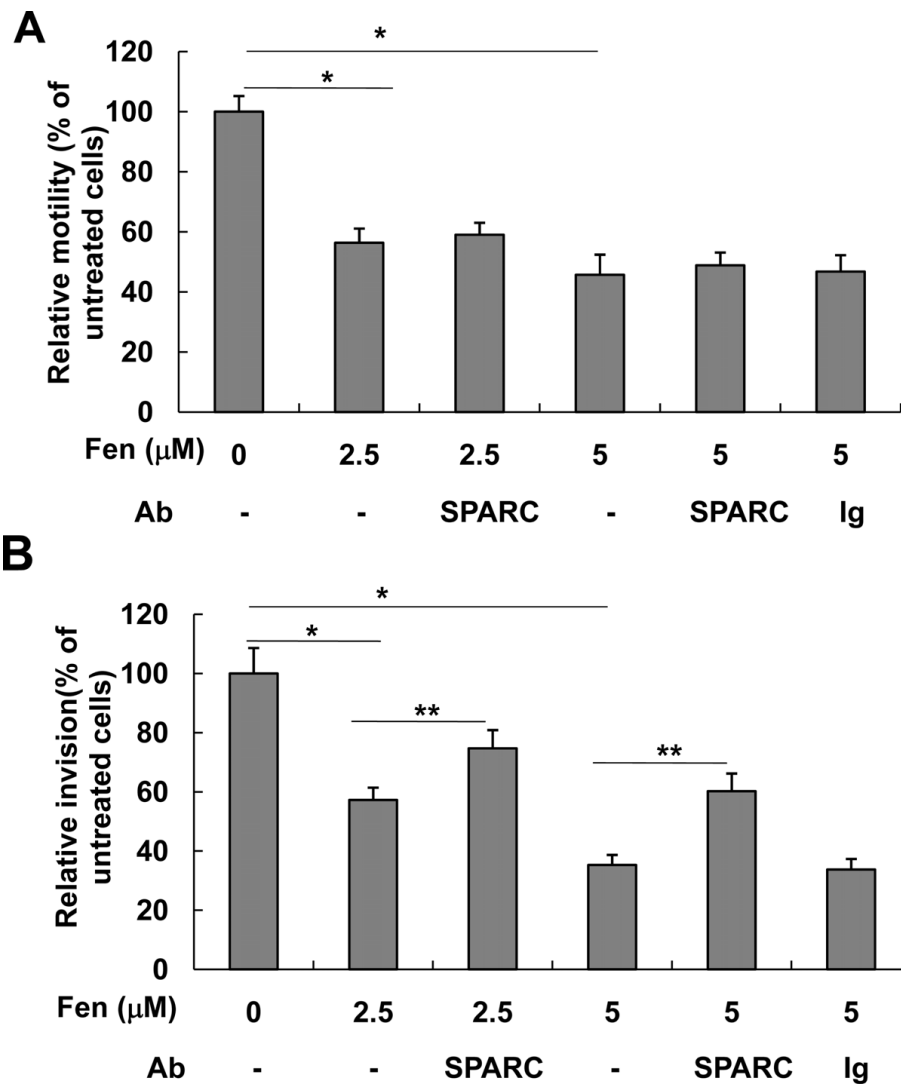 A
*
*
120
100
80
60
40
20
0
Relative motility (% of
untreated cells)
Fen (μM) 0 2.5 2.5 5 5 5
Ab - - SPARC - SPARC Ig
B
*
*
**
**
120
100
80
60
40
20
0
Relative invision(% of
untreated cells)
Fen (μM) 0 2.5 2.5 5 5 5
Ab - - SPARC - SPARC Ig